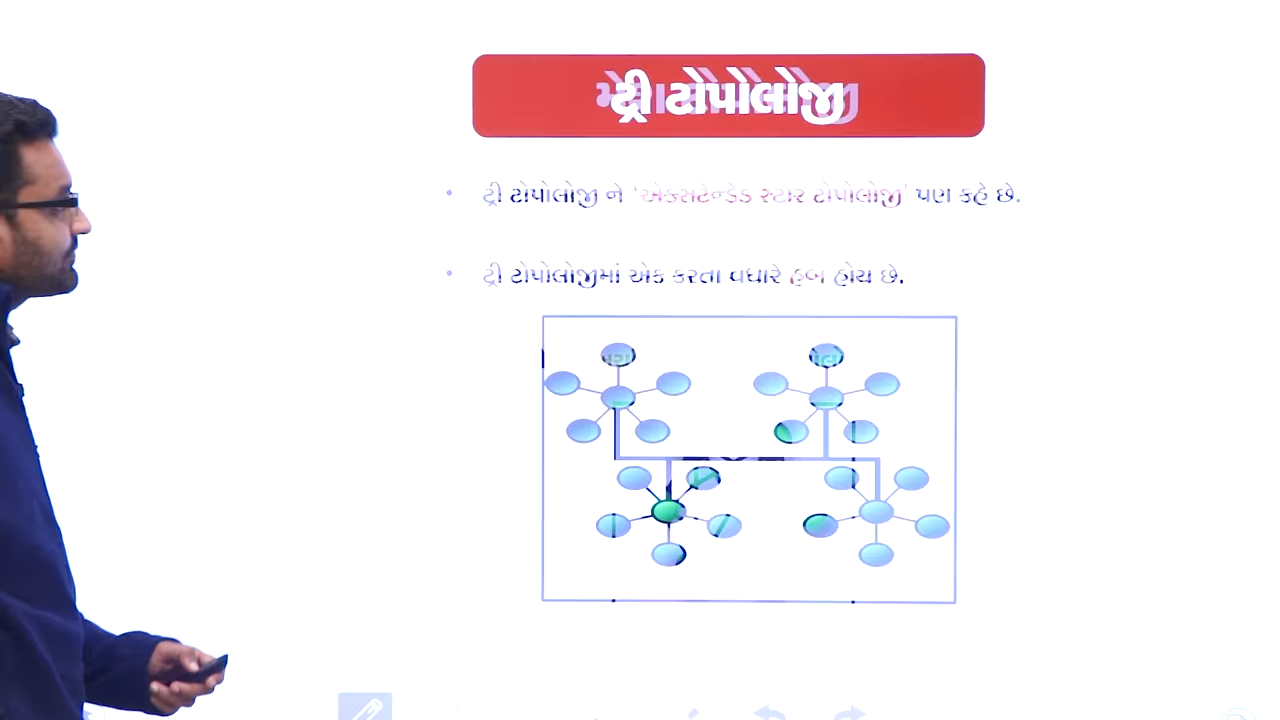 ટ્રી ટોપોલોજી
• ટ્રી ટોપોલોજી ને 'એક્સટેન્ડેડ સ્ટાર ટોપોલોજી' પણ કહે છે.
• ટ્રી ટોપોલોજીમાં એક કરતા વધારે હબ હોય છે.